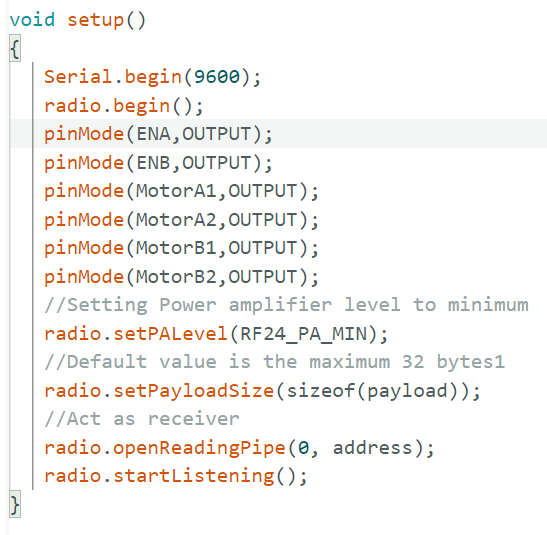 void setup()
{
Serial.begin(9600);
radio.begin();
pinMode(ENA,OUTPUT);
pinMode(ENB,OUTPUT);
pinMode(MotorA1,OUTPUT);
pinMode(MotorA2,OUTPUT);
pinMode(MotorB1,OUTPUT);
pinMode(MotorB2,OUTPUT);
//Setting Power amplifier level to minimum
radio.setPALevel(RF24_PA_MIN);
//Default value is the maximum 32 bytes1
radio.setPayloadSize(sizeof(payload));
//Act as receiver
radio.openReadingPipe(0, address);
radio.startListening();
}